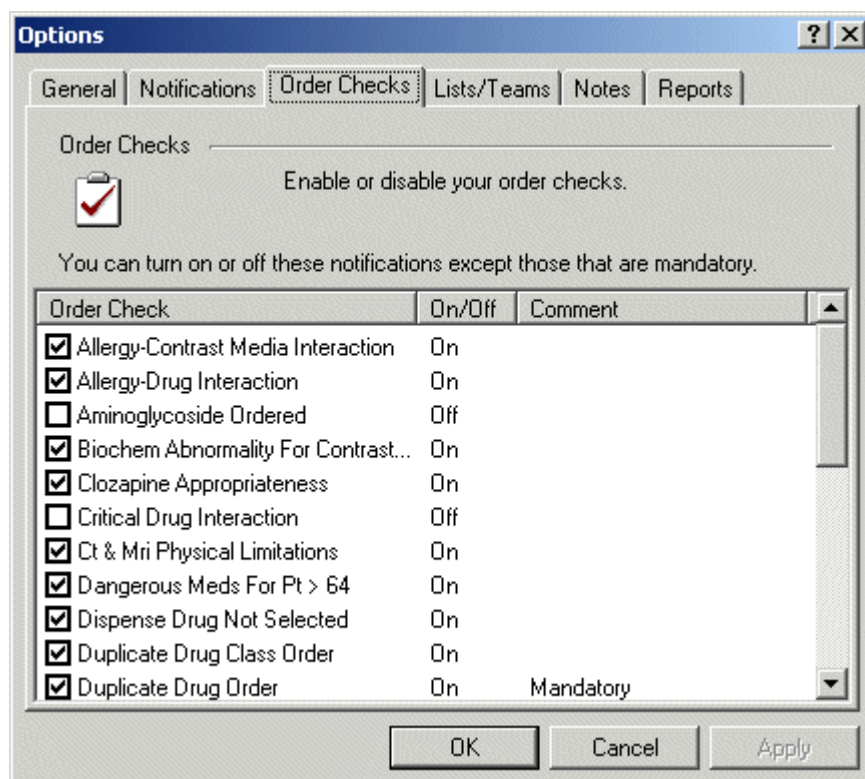 Options
General Notifications Order Checks Lists/Teams Notes Reports
Order Checks
Enable or disable your order checks.
You can turn on or off these notifications except those that are mandatory.
Order Check On/Off Comment
Allergy-Contrast Media Interaction On
Allergy-Drug Interaction On
Aminoglycoside Ordered Off
Biochem Abnormality For Contrast... On
Clozapine Appropriateness On
Critical Drug Interaction Off
Ct & Mri Physical Limitations On
Dangerous Meds For Pt > 64 On
Dispense Drug Not Selected On
Duplicate Drug Class Order On
Duplicate Drug Order On Mandatory
OK Cancel Apply